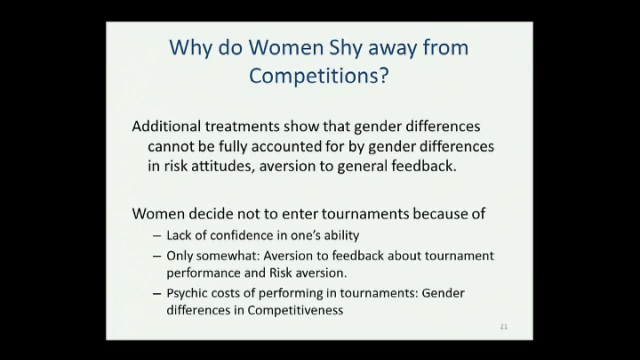 Why do Women Shy away from
Competitions?
Additional treatments show that gender differences
cannot be fully accounted for by gender differences
in risk attitudes, aversion to general feedback.
Women decide not to enter tournaments because of
– Lack of confidence in one's ability
– Only somewhat: Aversion to feedback about tournament
performance and Risk aversion.
– Psychic costs of performing in tournaments: Gender
differences in Competitiveness
21